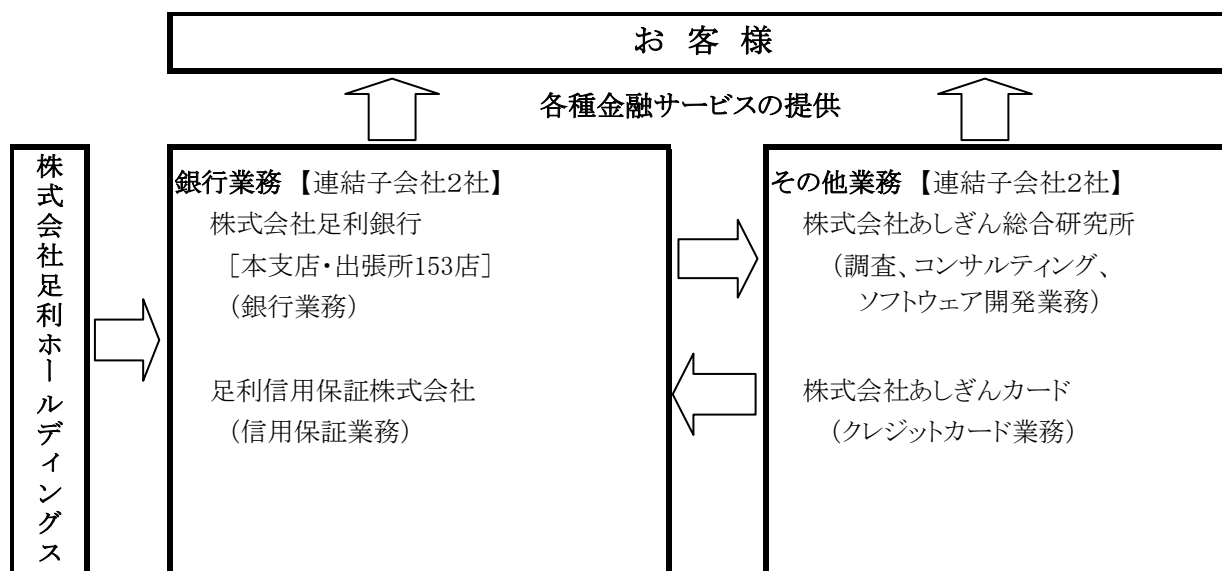 お 客 様
各種金融サービスの提供
株式会社足利ホールディングス
銀行業務 【連結子会社2社】
株式会社足利銀行
[本支店・出張所153店]
(銀行業務)
足利信用保証株式会社
(信用保証業務)
その他業務 【連結子会社2社】
株式会社あしぎん総合研究所
(調査、コンサルティング、
ソフトウェア開発業務)
株式会社あしぎんカード
(クレジットカード業務)